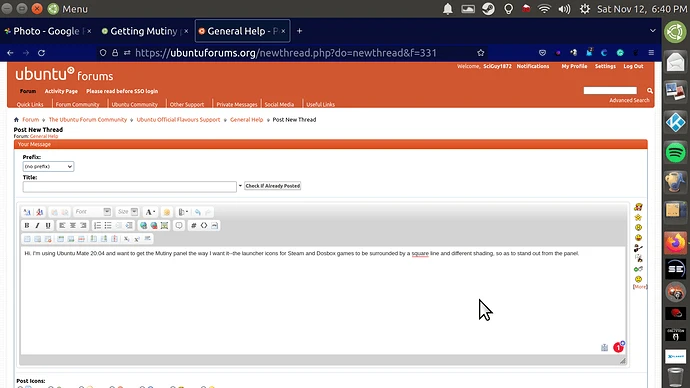 Menu
Sat Nov 12, 6:40 PM
Photo - Google
Getting Mutiny
General Help - P
https://ubuntuforums.org/newthread.php?do=newthread&f=331
ubuntu forums
Welcome, SciGuy1872 Notifications My Profile Settings Log Out
Forum Activity Page Please read before SSO login
Quick Links Forum Community Ubuntu Community Other Support Private Messages Social Media Useful Links
Advanced Search
Forum The Ubuntu Forum Community Ubuntu Official Flavours Support General Help Post New Thread
Post New Thread
Forum: General Help
Your Message
Prefix:
(no prefix)
Title:
Check if Already Posted
Font Size
Hi. I'm using Ubuntu Mate 20.04 and want to get the Mutiny panel the way I want it--the launcher icons for Steam and Dosbox games to be surrounded by a square line and different shading, so as to stand out from the panel.
[More]
Post Icons: